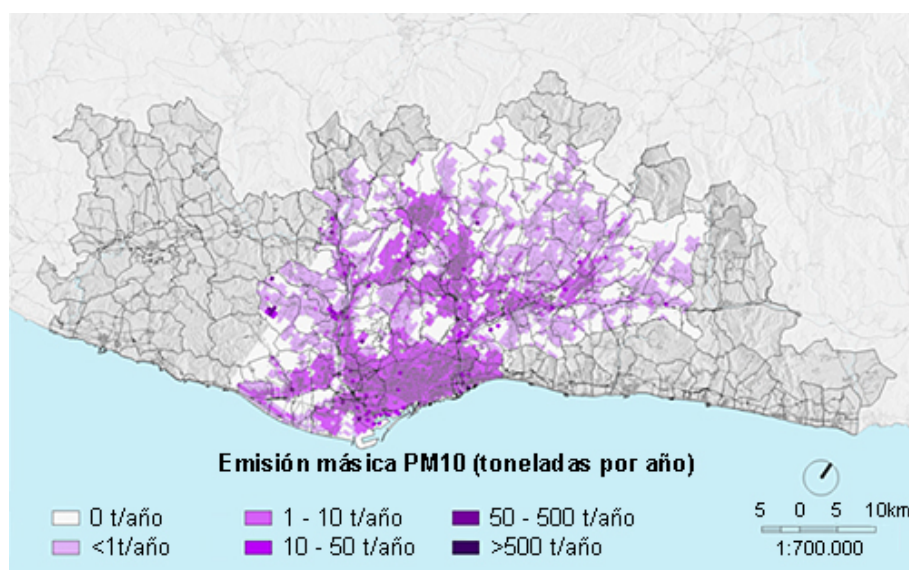 Emisión másica PM10 (toneladas por año)
0 t/año
1 - 10 t/año
50 - 500 t/año
<1t/año
10 - 50 t/año
>500 t/año
5 0 5 10km
1:700.000